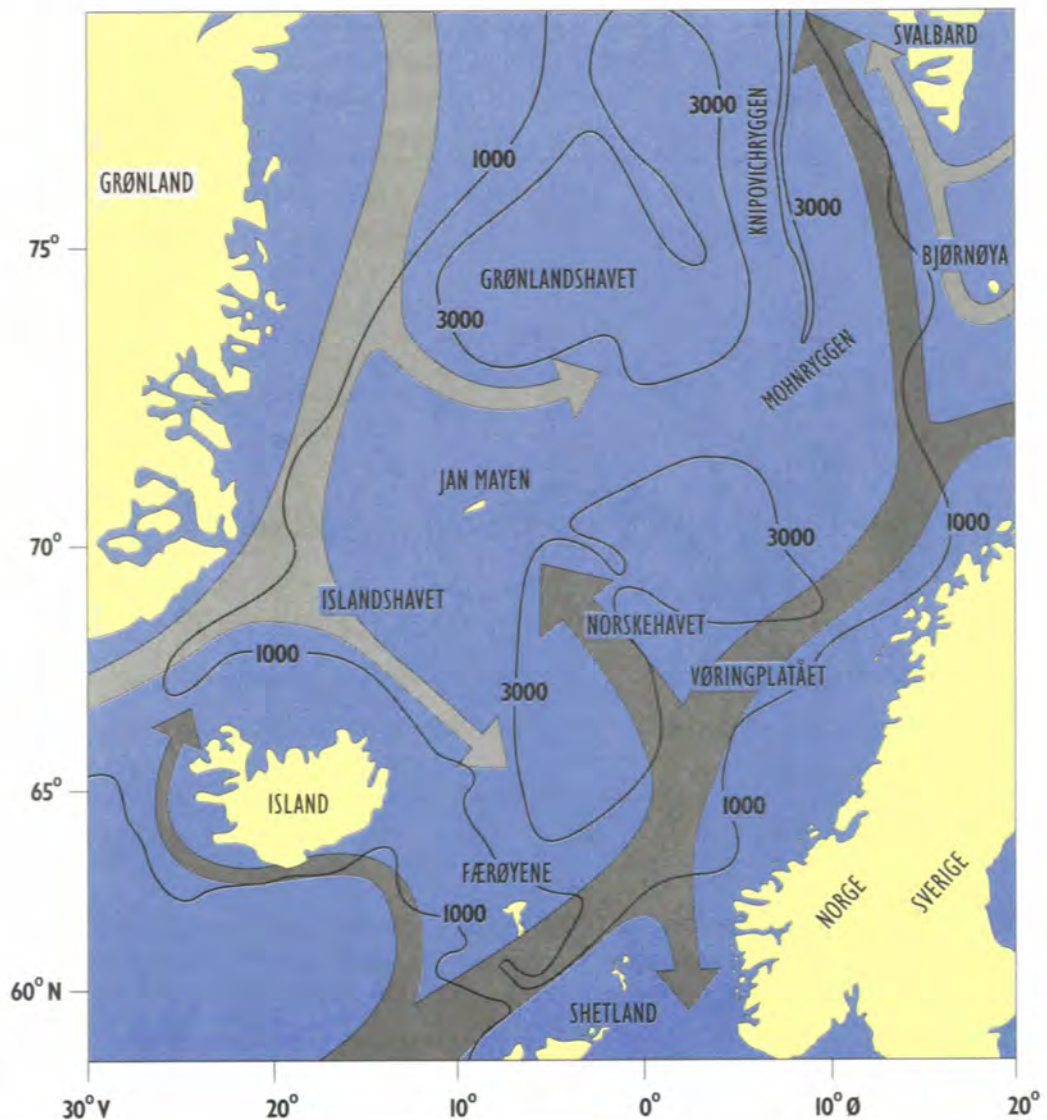 SVALBARD
1000
3000
KNIPOVICHRYGGEN
GRØNLAND
3000
75°
BJØRNØYA
GRØNLANDSHAVET
3000
MOHNRYGGEN
JAN MAYEN
1000
3000
70°
ISLANDSHAVET
NORSKEHAVET
1000
3000
VØRINGPLATÅET
65°
ISLAND
1000
FÆRØYENE
NORGE
SVERIGE
1000
60° N
SHETLAND
30° V
20°
10°
0°
10° Ø
20°